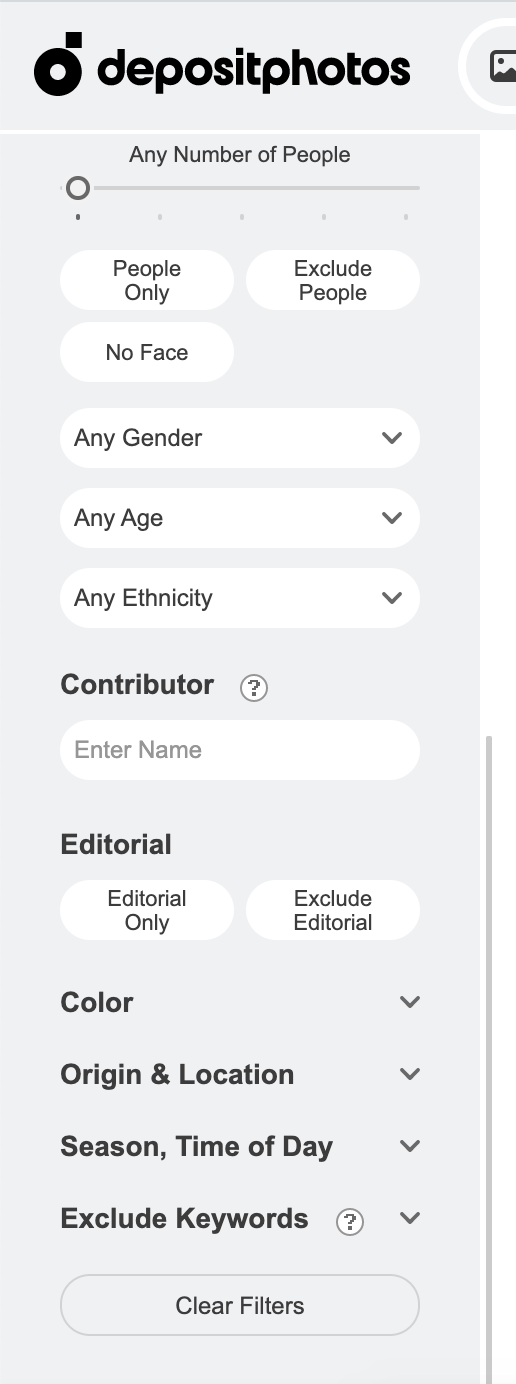 depositphotos
Any Number of People
People
Only
Exclude
People
No Face
Any Gender
Any Age
Any Ethnicity
Contributor ?
Enter Name
Editorial
Editorial
Only
Exclude
Editorial
Color
Origin & Location
Season, Time of Day
Exclude Keywords ?
Clear Filters